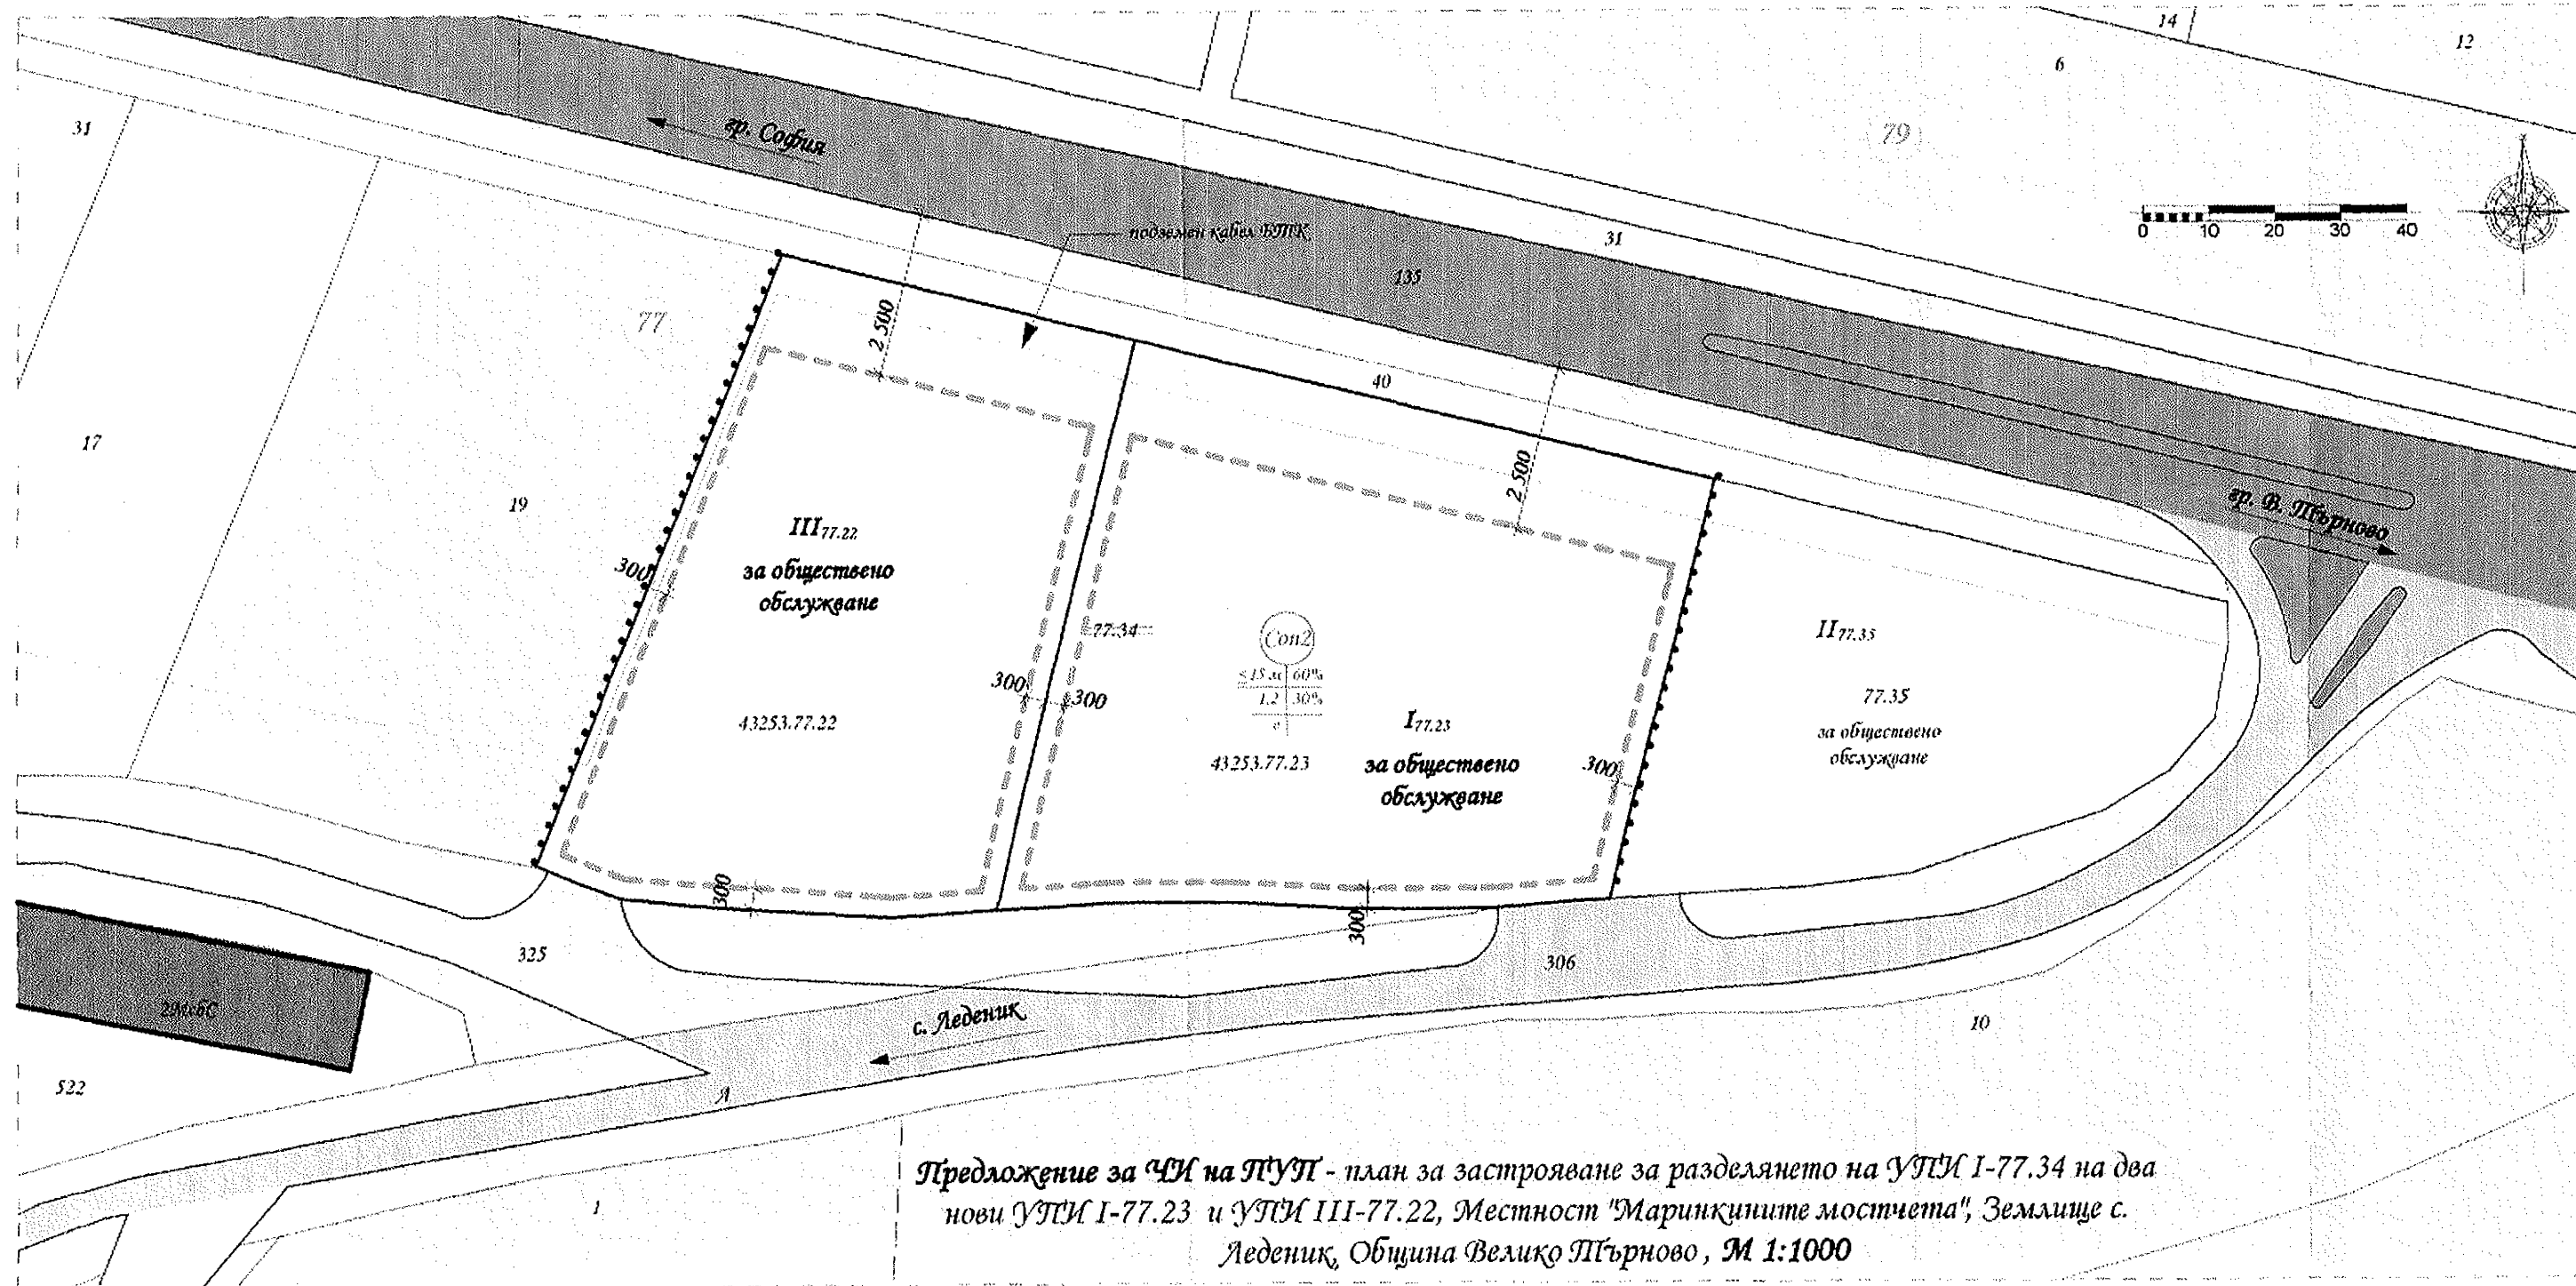 14
12
6
31
79
гр. София
подземен кабел БТК
31
0 10 20 30 40
135
77
2 500
40
17
2 500
19
гр. В. Търново
III77.22
за обществено
обслужване
300
77.34
Соп2
≤15 м 60%
1.2 30%
II77.35
77.35
за обществено
обслужване
300
300
43253.77.22
I77.23
43253.77.23
за обществено
обслужване
300
300
300
325
306
2МсбС
с. Леденик
10
522
Л
1
Предложение за ЧИ на ПУП - план за застрояване за разделянето на УПИ I-77.34 на два
нови УПИ I-77.23 и УПИ III-77.22, Местност "Маринкините мостчета", Землище с.
Леденик, Община Велико Търново, М 1:1000